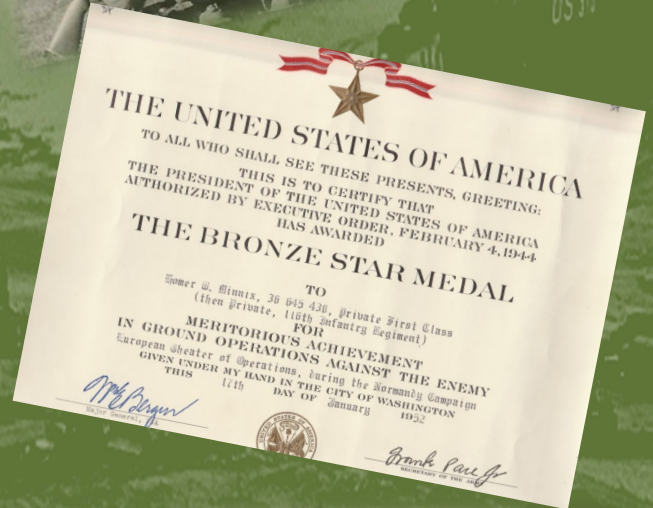 THE UNITED STATES OF AMERICA
TO ALL WHO SHALL SEE THESE PRESENTS, GREETING:
THIS IS TO CERTIFY THAT
THE PRESIDENT OF THE UNITED STATES OF AMERICA
AUTHORIZED BY EXECUTIVE ORDER, FEBRUARY 4, 1944
HAS AWARDED
THE BRONZE STAR MEDAL
TO
Homer W. Minnix, 36 645 430, Private First Class
(then Private, 116th Infantry Regiment)
FOR
MERITORIOUS ACHIEVEMENT
IN GROUND OPERATIONS AGAINST THE ENEMY
European Theater of Operations, during the Normandy Campaign
GIVEN UNDER MY HAND IN THE CITY OF WASHINGTON
THIS 17th DAY OF January 1952
Wm E Bergin
Major General,
Frank Pace Jr
SECRETARY OF THE ARMY
UNITED STATES OF AMERICA